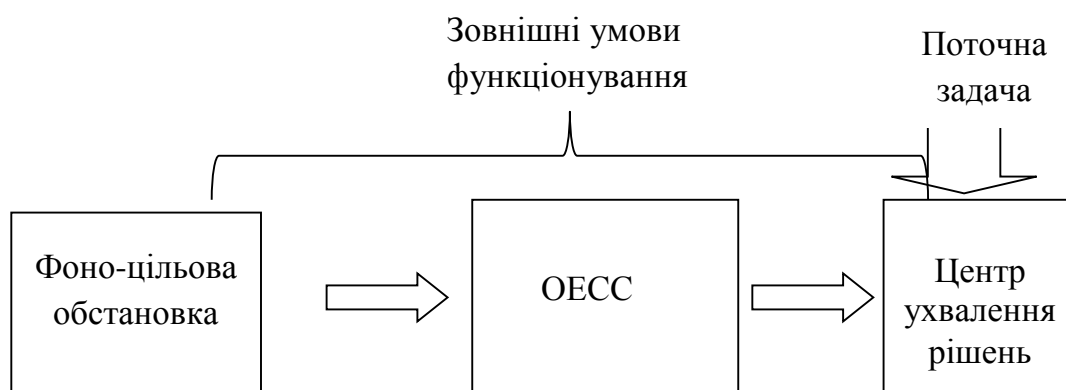 Зовнішні умови
функціонування
Поточна
задача
Фоно-цільова
обстановка
ОЕСС
Центр
ухвалення
рішень